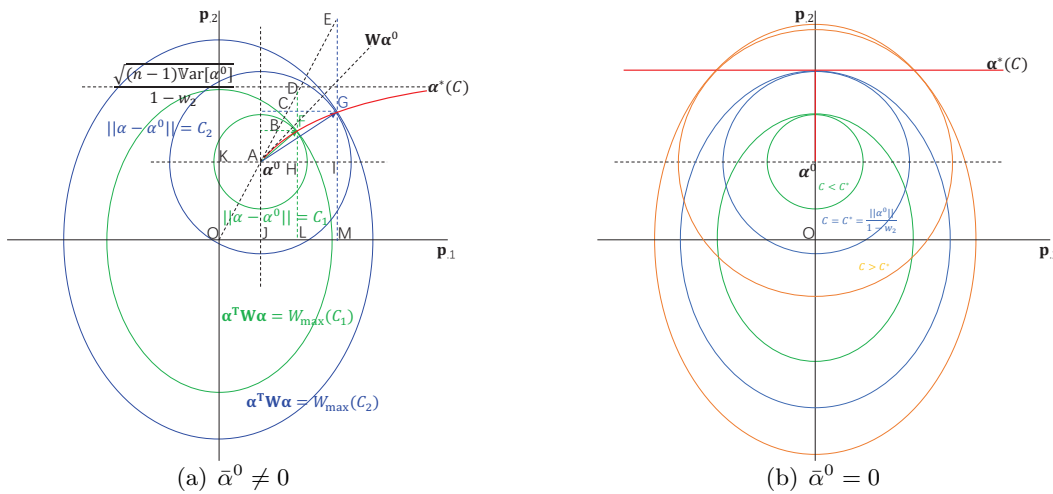 p.2
E
Wα⁰
√((n − 1)𝕍ar[α⁰])
1 − w₂
D
α*(C)
C
G
||α − α⁰|| = C₂
B
F
K
A
α⁰
H
I
||α − α⁰|| = C₁
O
J
L
M
p.1
αᵀWα = W_max(C₁)
αᵀWα = W_max(C₂)
(a) ᾱ⁰ ≠ 0
p.2
α*(C)
α⁰
C < C*
C = C* = ||α⁰|| / 1 − w₂
O
C > C*
p.1
(b) ᾱ⁰ = 0